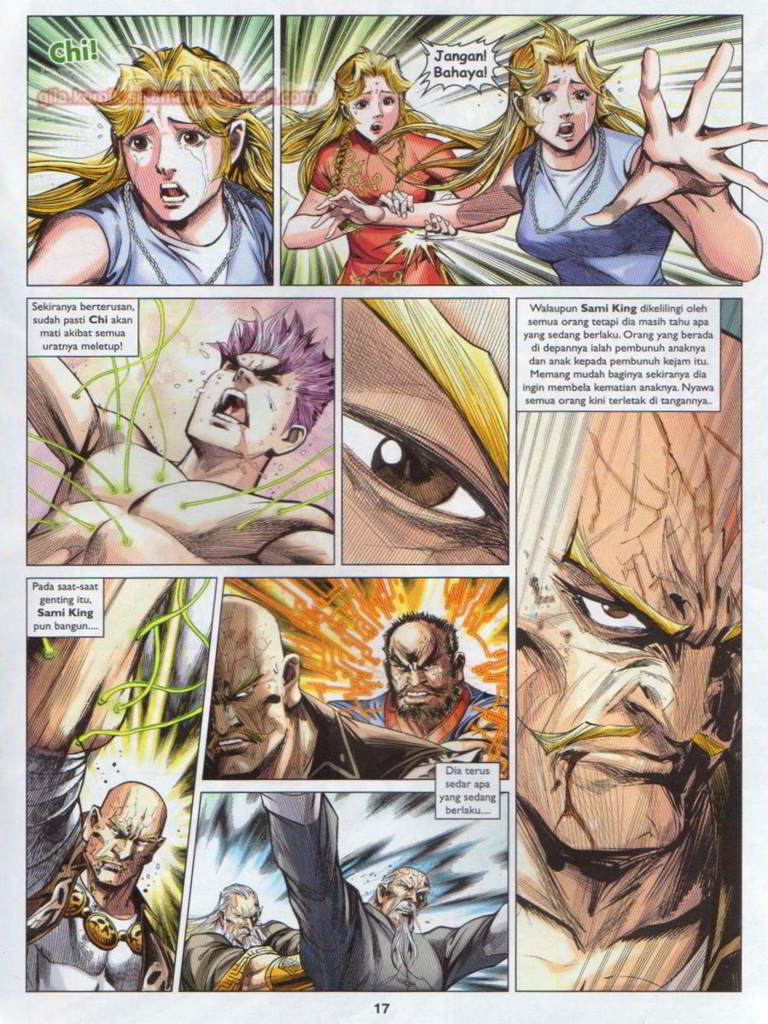 Chi!
Jangan!
Bahaya!
Sekiranya berterusan,
sudah pasti Chi akan
mati akibat semua
uratnya meletup!
Walaupun Sami King dikelilingi oleh
semua orang tetapi dia masih tahu apa
yang sedang berlaku. Orang yang berada
di depannya ialah pembunuh anaknya
dan anak kepada pembunuh kejam itu.
Memang mudah baginya sekiranya dia
ingin membela kematian anaknya. Nyawa
semua orang kini terletak di tangannya..
Pada saat-saat
genting itu,
Sami King
pun bangun....
Dia terus
sedar apa
yang sedang
berlaku....
17